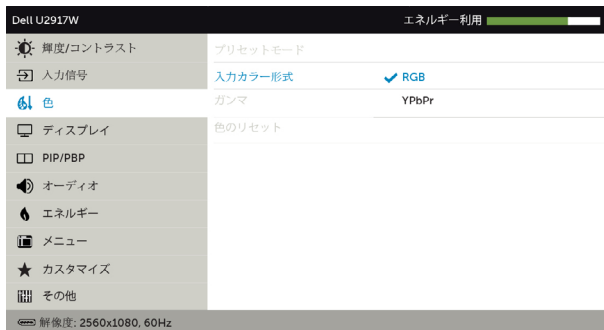 Dell U2917W エネルギー利用
輝度/コントラスト プリセットモード
入力信号 入力カラー形式 RGB
色 ガンマ YPbPr
ディスプレイ 色のリセット
PIP/PBP
オーディオ
エネルギー
メニュー
カスタマイズ
その他
解像度: 2560x1080, 60Hz